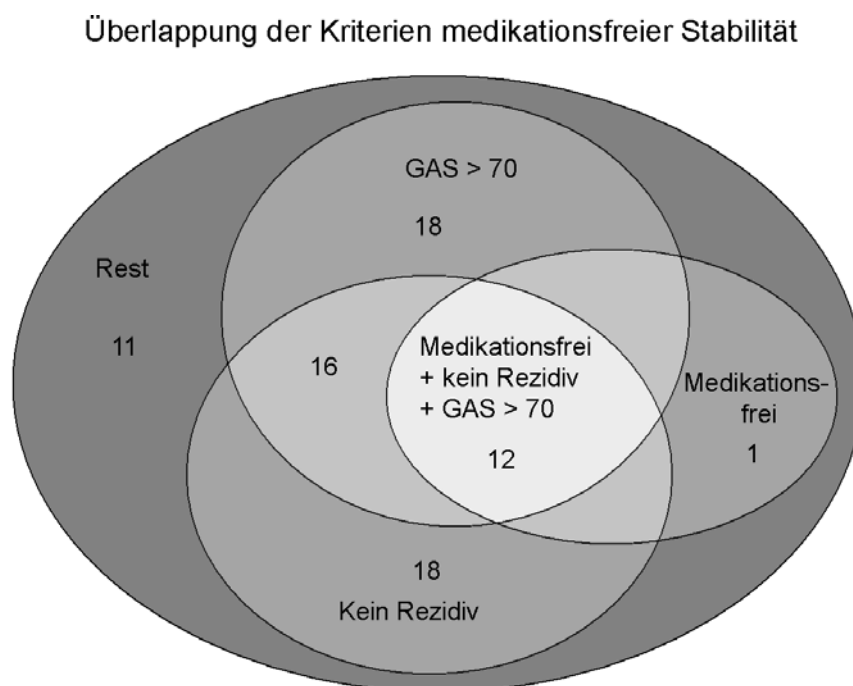 Überlappung der Kriterien medikationsfreier Stabilität
GAS > 70
18
Rest
11
16
Medikationsfrei
+ kein Rezidiv
+ GAS > 70
12
Medikations-
frei
1
18
Kein Rezidiv